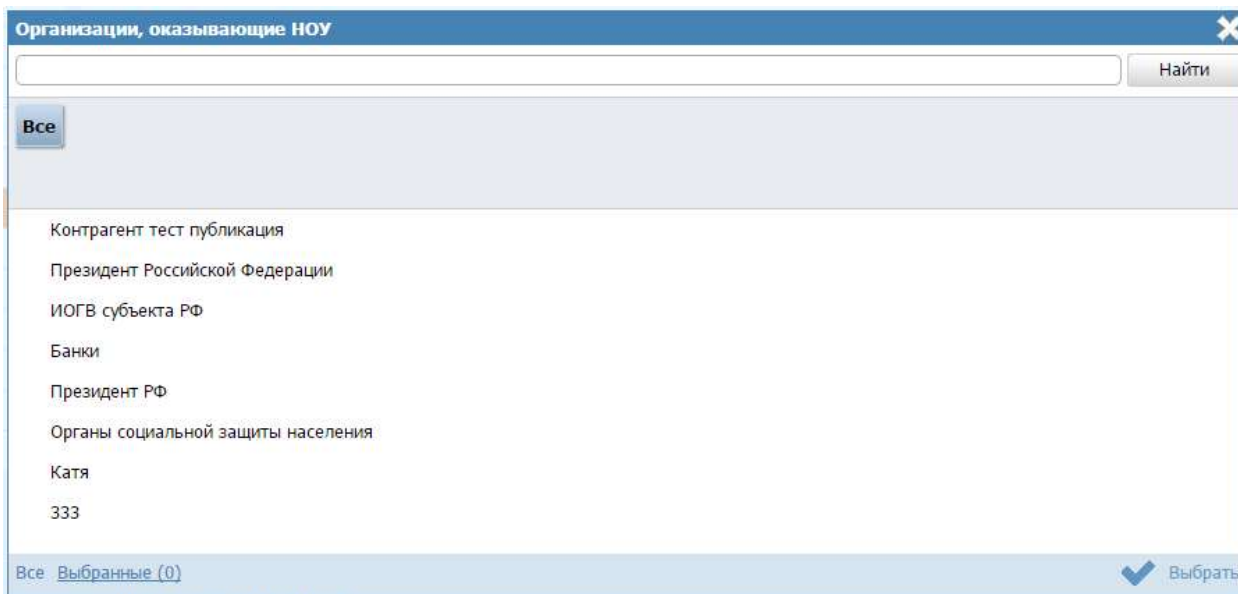 Организации, оказывающие НОУ
Найти
Все
Контрагент тест публикация
Президент Российской Федерации
ИОГВ субъекта РФ
Банки
Президент РФ
Органы социальной защиты населения
Катя
333
Все Выбранные (0) Выбрать